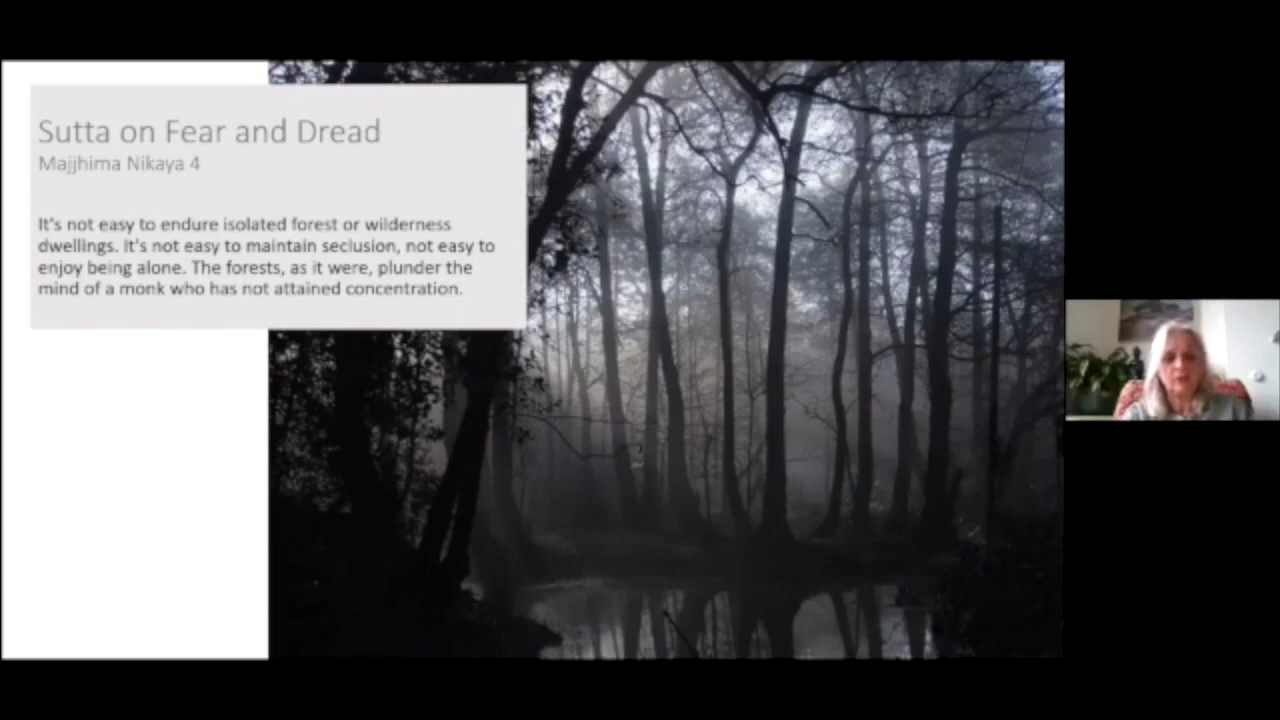 Sutta on Fear and Dread
Majjhima Nikaya 4
It's not easy to endure isolated forest or wilderness
dwellings. It's not easy to maintain seclusion, not easy to
enjoy being alone. The forests, as it were, plunder the
mind of a monk who has not attained concentration.